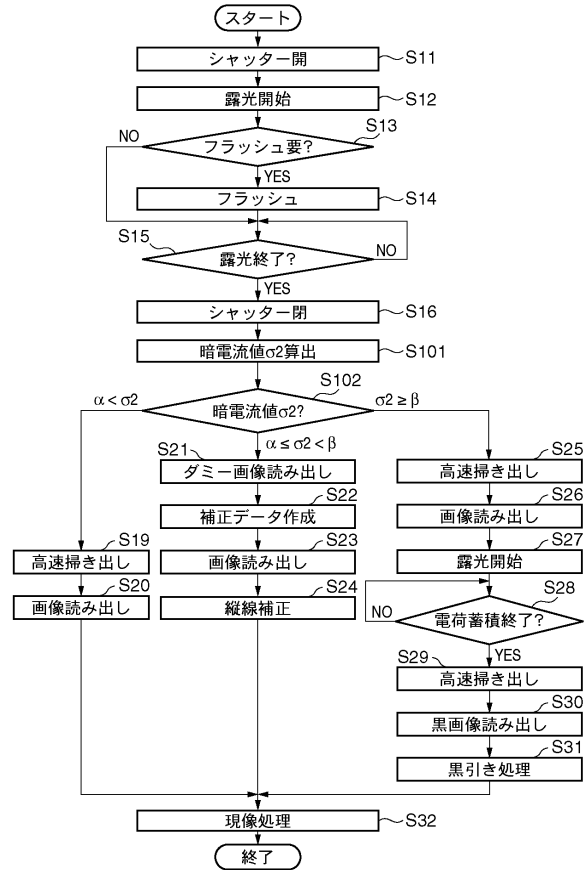 スタート
シャッター開
S11
露光開始
S12
S13
フラッシュ要?
NO
YES
フラッシュ
S14
S15
露光終了?
NO
YES
シャッター閉
S16
暗電流値σ2算出
S101
S102
暗電流値σ2?
α<σ2
α≤σ2<β
σ2≥β
S21
ダミー画像読み出し
S22
補正データ作成
S23
画像読み出し
S24
縦線補正
S19
高速掃き出し
S20
画像読み出し
S25
高速掃き出し
S26
画像読み出し
S27
露光開始
S28
電荷蓄積終了?
NO
YES
S29
高速掃き出し
S30
黒画像読み出し
S31
黒引き処理
現像処理
S32
終了